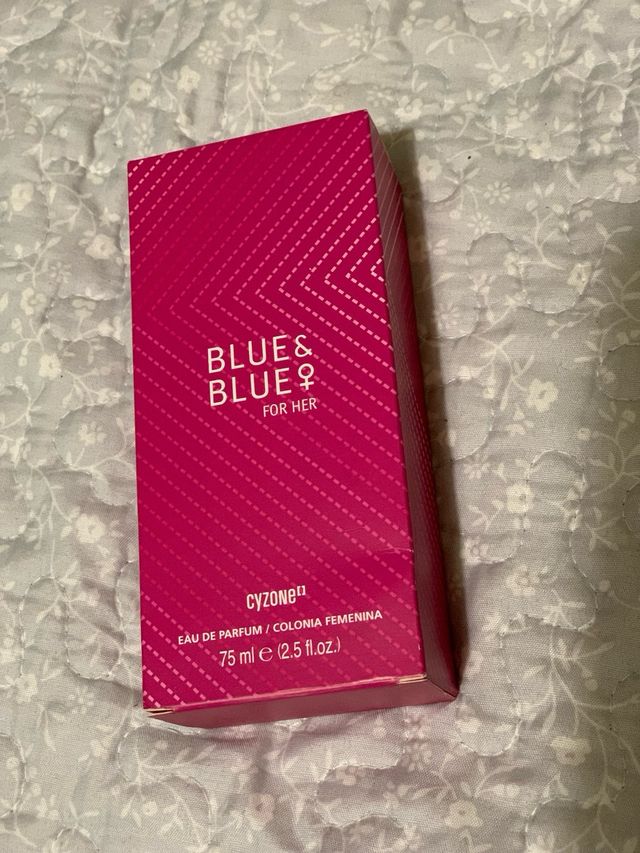 BLUE&
BLUE♀
FOR HER
CYZONE
EAU DE PARFUM / COLONIA FEMENINA
75 ml ℮ (2.5 fl.oz.)